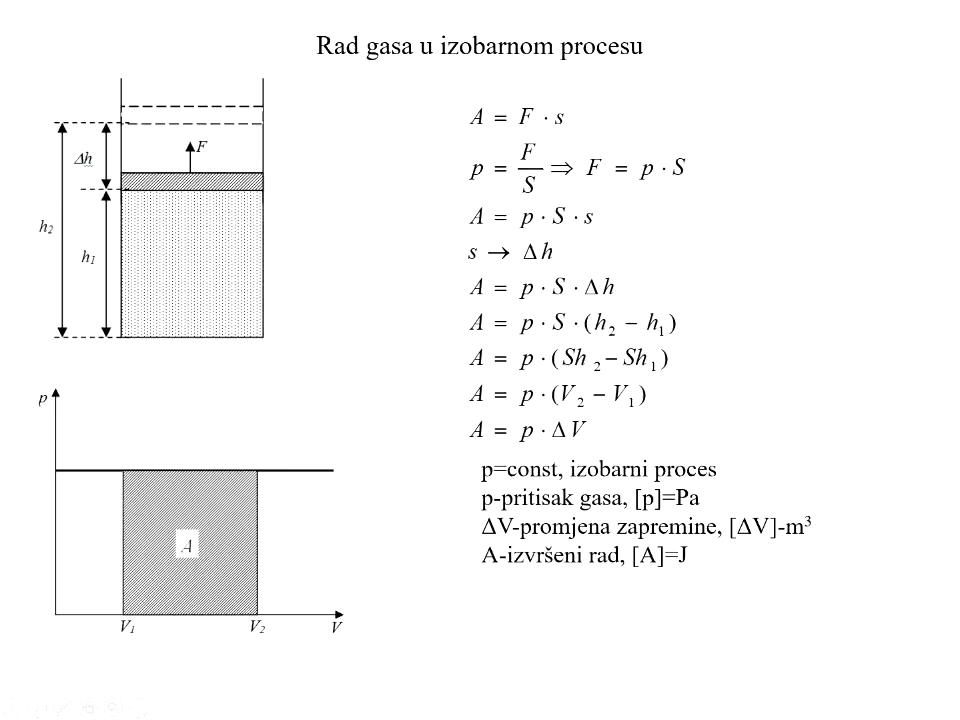 Rad gasa u izobarnom procesu
Δh
F
h₂
h₁
A = F · s
p = F/S ⇒ F = p · S
A = p · S · s
s → Δh
A = p · S · Δh
A = p · S · (h₂ − h₁)
A = p · (Sh₂ − Sh₁)
A = p · (V₂ − V₁)
A = p · ΔV
p
A
V₁
V₂
V
p=const, izobarni proces
p-pritisak gasa, [p]=Pa
ΔV-promjena zapremine, [ΔV]-m³
A-izvršeni rad, [A]=J